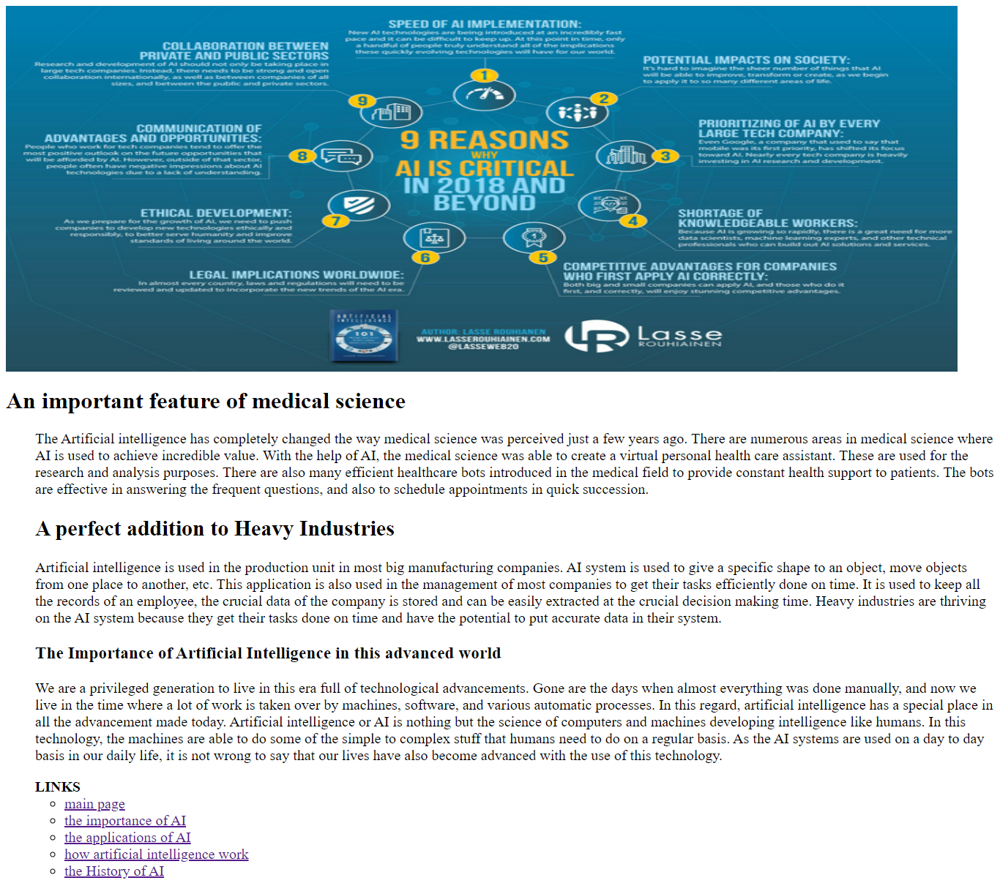 SPEED OF AI IMPLEMENTATION:
New AI technologies are being introduced at an incredibly fast
pace and it can be difficult to keep up. At this point in time, only
a handful of people truly understand all of the implications
these quickly evolving technologies will have for our world.
1
POTENTIAL IMPACTS ON SOCIETY:
It's hard to imagine the sheer number of things that AI
will be able to improve, transform or create, as we begin
to apply it to so many different areas of life.
2
PRIORITIZING OF AI BY EVERY
LARGE TECH COMPANY:
Even Google, a company that used to say that
mobile was its first priority, has shifted its focus
toward AI. Nearly every tech company is heavily
investing in AI research and development.
3
SHORTAGE OF
KNOWLEDGEABLE WORKERS:
Because AI is growing so rapidly, there is a great need for more
data scientists, machine learning experts, and other technical
professionals who can build out AI solutions and services.
4
COMPETITIVE ADVANTAGES FOR COMPANIES
WHO FIRST APPLY AI CORRECTLY:
Both big and small companies can apply AI, and those who do it
first, and correctly, will enjoy stunning competitive advantages.
5
LEGAL IMPLICATIONS WORLDWIDE:
In almost every country, laws and regulations will need to be
reviewed and updated to incorporate the new trends of the AI era.
6
ETHICAL DEVELOPMENT:
As we prepare for the growth of AI, we need to push
companies to develop new technologies ethically and
responsibly, to better serve humanity and improve
standards of living around the world.
7
COMMUNICATION OF
ADVANTAGES AND OPPORTUNITIES:
People who work for tech companies tend to offer the
most positive outlook on the future opportunities that
will be afforded by AI. However, outside of that sector,
people often have negative impressions about AI
technologies due to a lack of understanding.
8
COLLABORATION BETWEEN
PRIVATE AND PUBLIC SECTORS
Research and development of AI should not only be taking place in
large tech companies. Instead, there needs to be strong and open
collaboration internationally, as well as between companies of all
sizes, and between the public and private sectors.
9
9 REASONS
WHY
AI IS CRITICAL
IN 2018 AND
BEYOND
ARTIFICIAL
INTELLIGENCE
101
AUTHOR: LASSE ROUHIAINEN
WWW.LASSEROUHIAINEN.COM
@LASSEWEB20
Lasse
ROUHIAINEN
An important feature of medical science
The Artificial intelligence has completely changed the way medical science was perceived just a few years ago. There are numerous areas in medical science where
AI is used to achieve incredible value. With the help of AI, the medical science was able to create a virtual personal health care assistant. These are used for the
research and analysis purposes. There are also many efficient healthcare bots introduced in the medical field to provide constant health support to patients. The bots
are effective in answering the frequent questions, and also to schedule appointments in quick succession.
A perfect addition to Heavy Industries
Artificial intelligence is used in the production unit in most big manufacturing companies. AI system is used to give a specific shape to an object, move objects
from one place to another, etc. This application is also used in the management of most companies to get their tasks efficiently done on time. It is used to keep all
the records of an employee, the crucial data of the company is stored and can be easily extracted at the crucial decision making time. Heavy industries are thriving
on the AI system because they get their tasks done on time and have the potential to put accurate data in their system.
The Importance of Artificial Intelligence in this advanced world
We are a privileged generation to live in this era full of technological advancements. Gone are the days when almost everything was done manually, and now we
live in the time where a lot of work is taken over by machines, software, and various automatic processes. In this regard, artificial intelligence has a special place in
all the advancement made today. Artificial intelligence or AI is nothing but the science of computers and machines developing intelligence like humans. In this
technology, the machines are able to do some of the simple to complex stuff that humans need to do on a regular basis. As the AI systems are used on a day to day
basis in our daily life, it is not wrong to say that our lives have also become advanced with the use of this technology.
LINKS
main page
the importance of AI
the applications of AI
how artificial intelligence work
the History of AI